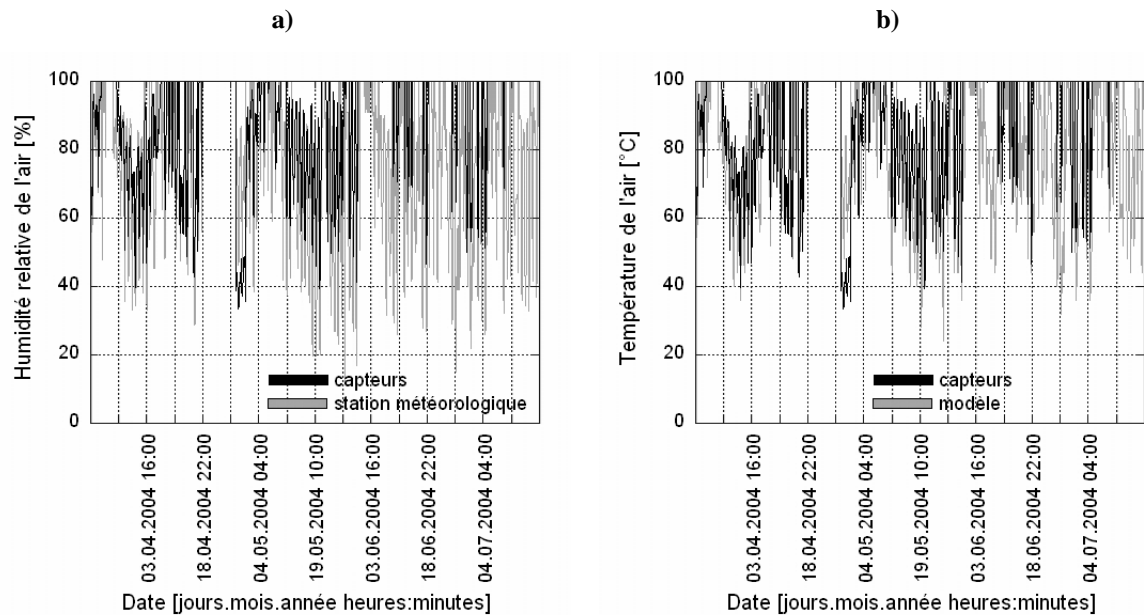 a)
100
80
60
40
20
0
Humidité relative de l'air [%]
capteurs
station météorologique
03.04.2004 16:00
18.04.2004 22:00
04.05.2004 04:00
19.05.2004 10:00
03.06.2004 16:00
18.06.2004 22:00
04.07.2004 04:00
Date [jours.mois.année heures:minutes]
b)
100
80
60
40
20
0
Température de l'air [°C]
capteurs
modèle
03.04.2004 16:00
18.04.2004 22:00
04.05.2004 04:00
19.05.2004 10:00
03.06.2004 16:00
18.06.2004 22:00
04.07.2004 04:00
Date [jours.mois.année heures:minutes]